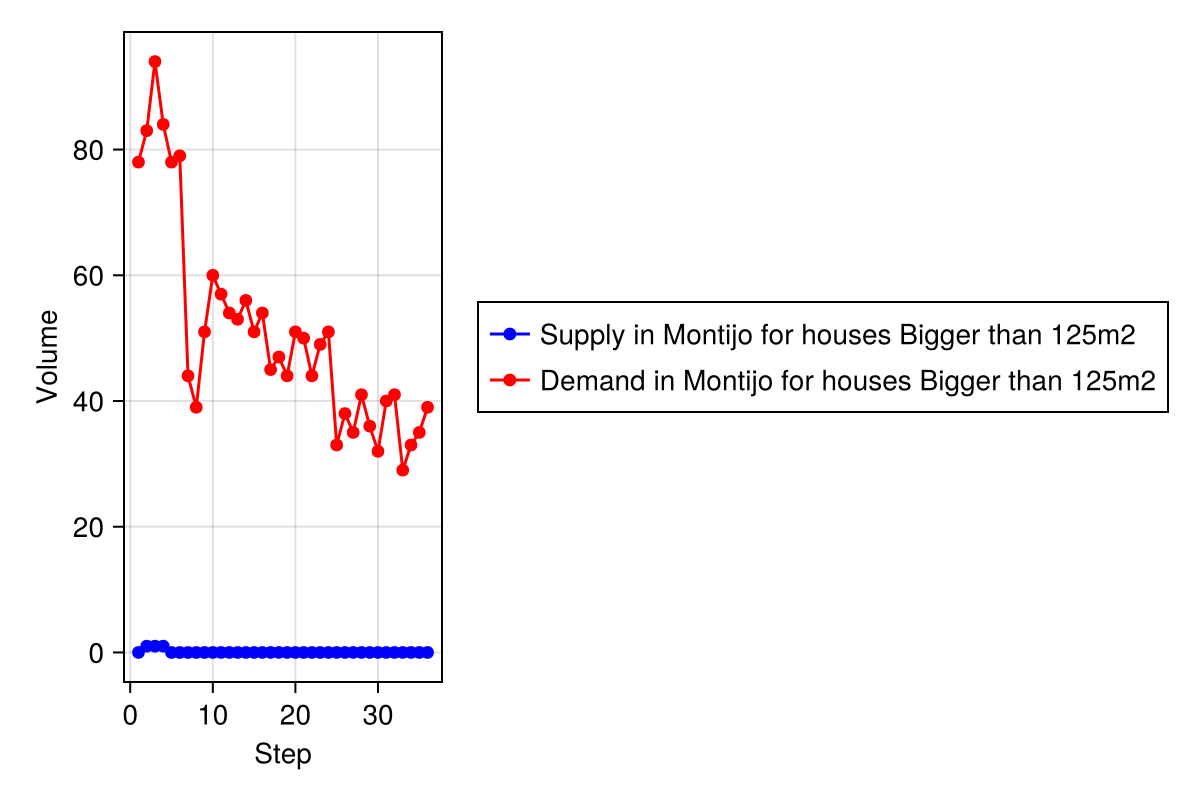 Volume
80
60
40
20
0
0 10 20 30
Step
Supply in Montijo for houses Bigger than 125m2
Demand in Montijo for houses Bigger than 125m2